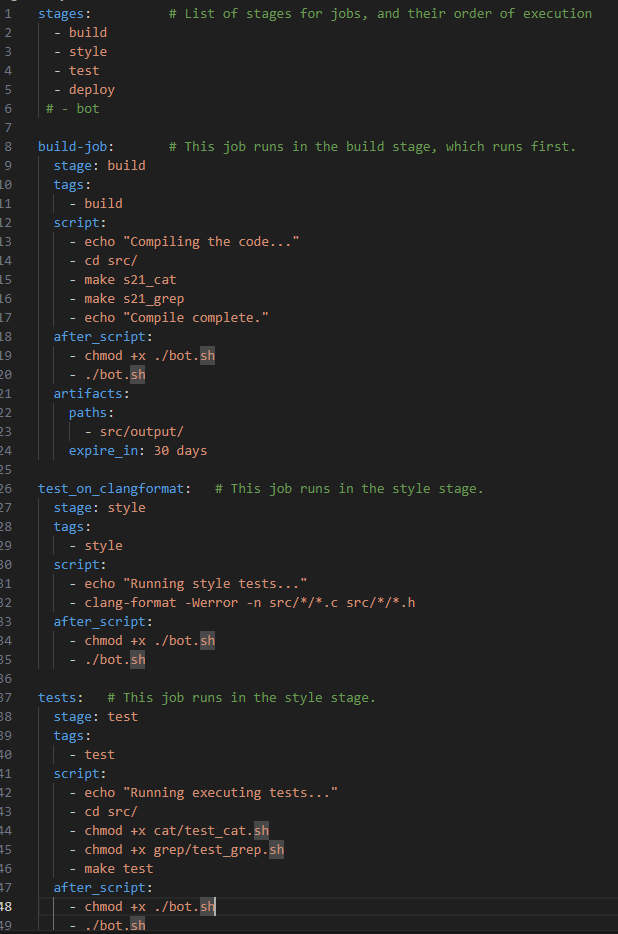 1 stages:          # List of stages for jobs, and their order of execution
2   - build
3   - style
4   - test
5   - deploy
6  # - bot
7
8 build-job:       # This job runs in the build stage, which runs first.
9   stage: build
10   tags:
11     - build
12   script:
13     - echo "Compiling the code..."
14     - cd src/
15     - make s21_cat
16     - make s21_grep
17     - echo "Compile complete."
18   after_script:
19     - chmod +x ./bot.sh
20     - ./bot.sh
21   artifacts:
22     paths:
23       - src/output/
24     expire_in: 30 days
25
26 test_on_clangformat:   # This job runs in the style stage.
27   stage: style
28   tags:
29     - style
30   script:
31     - echo "Running style tests..."
32     - clang-format -Werror -n src/*/*.c src/*/*.h
33   after_script:
34     - chmod +x ./bot.sh
35     - ./bot.sh
36
37 tests:   # This job runs in the style stage.
38   stage: test
39   tags:
40     - test
41   script:
42     - echo "Running executing tests..."
43     - cd src/
44     - chmod +x cat/test_cat.sh
45     - chmod +x grep/test_grep.sh
46     - make test
47   after_script:
48     - chmod +x ./bot.sh
49     - ./bot.sh